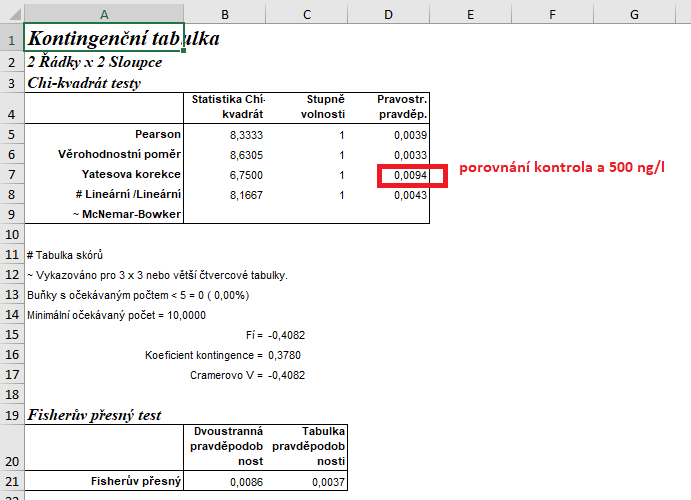 A B C D E F G
1 Kontingenční tabulka
2 2 Řádky x 2 Sloupce
3 Chi-kvadrát testy
Statistika Chí- Stupně Pravostr.
4 kvadrát volnosti pravděp.
5 Pearson 8,3333 1 0,0039
6 Věrohodnostní poměr 8,6305 1 0,0033
7 Yatesova korekce 6,7500 1 0,0094 porovnání kontrola a 500 ng/l
8 # Lineární /Lineární 8,1667 1 0,0043
9 ~ McNemar-Bowker
10
11 # Tabulka skórů
12 ~ Vykazováno pro 3 x 3 nebo větší čtvercové tabulky.
13 Buňky s očekávaným počtem < 5 = 0 ( 0,00%)
14 Minimální očekávaný počet = 10,0000
15 Fí = -0,4082
16 Koeficient kontingence = 0,3780
17 Cramerovo V = -0,4082
18
19 Fisherův přesný test
Dvoustranná Tabulka
pravděpodob pravděpodob
20 nost nosti
21 Fisherův přesný 0,0086 0,0037